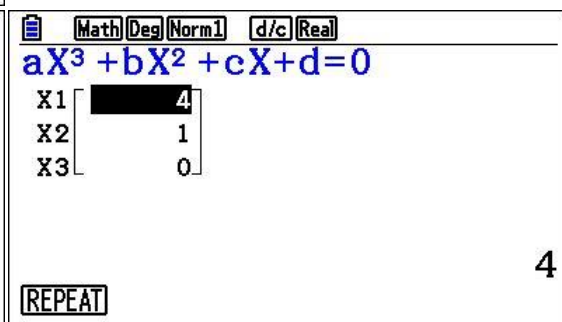 Math Deg Norm1 d/c Real
aX³ +bX² +cX+d=0
X1 4
X2 1
X3 0
4
REPEAT